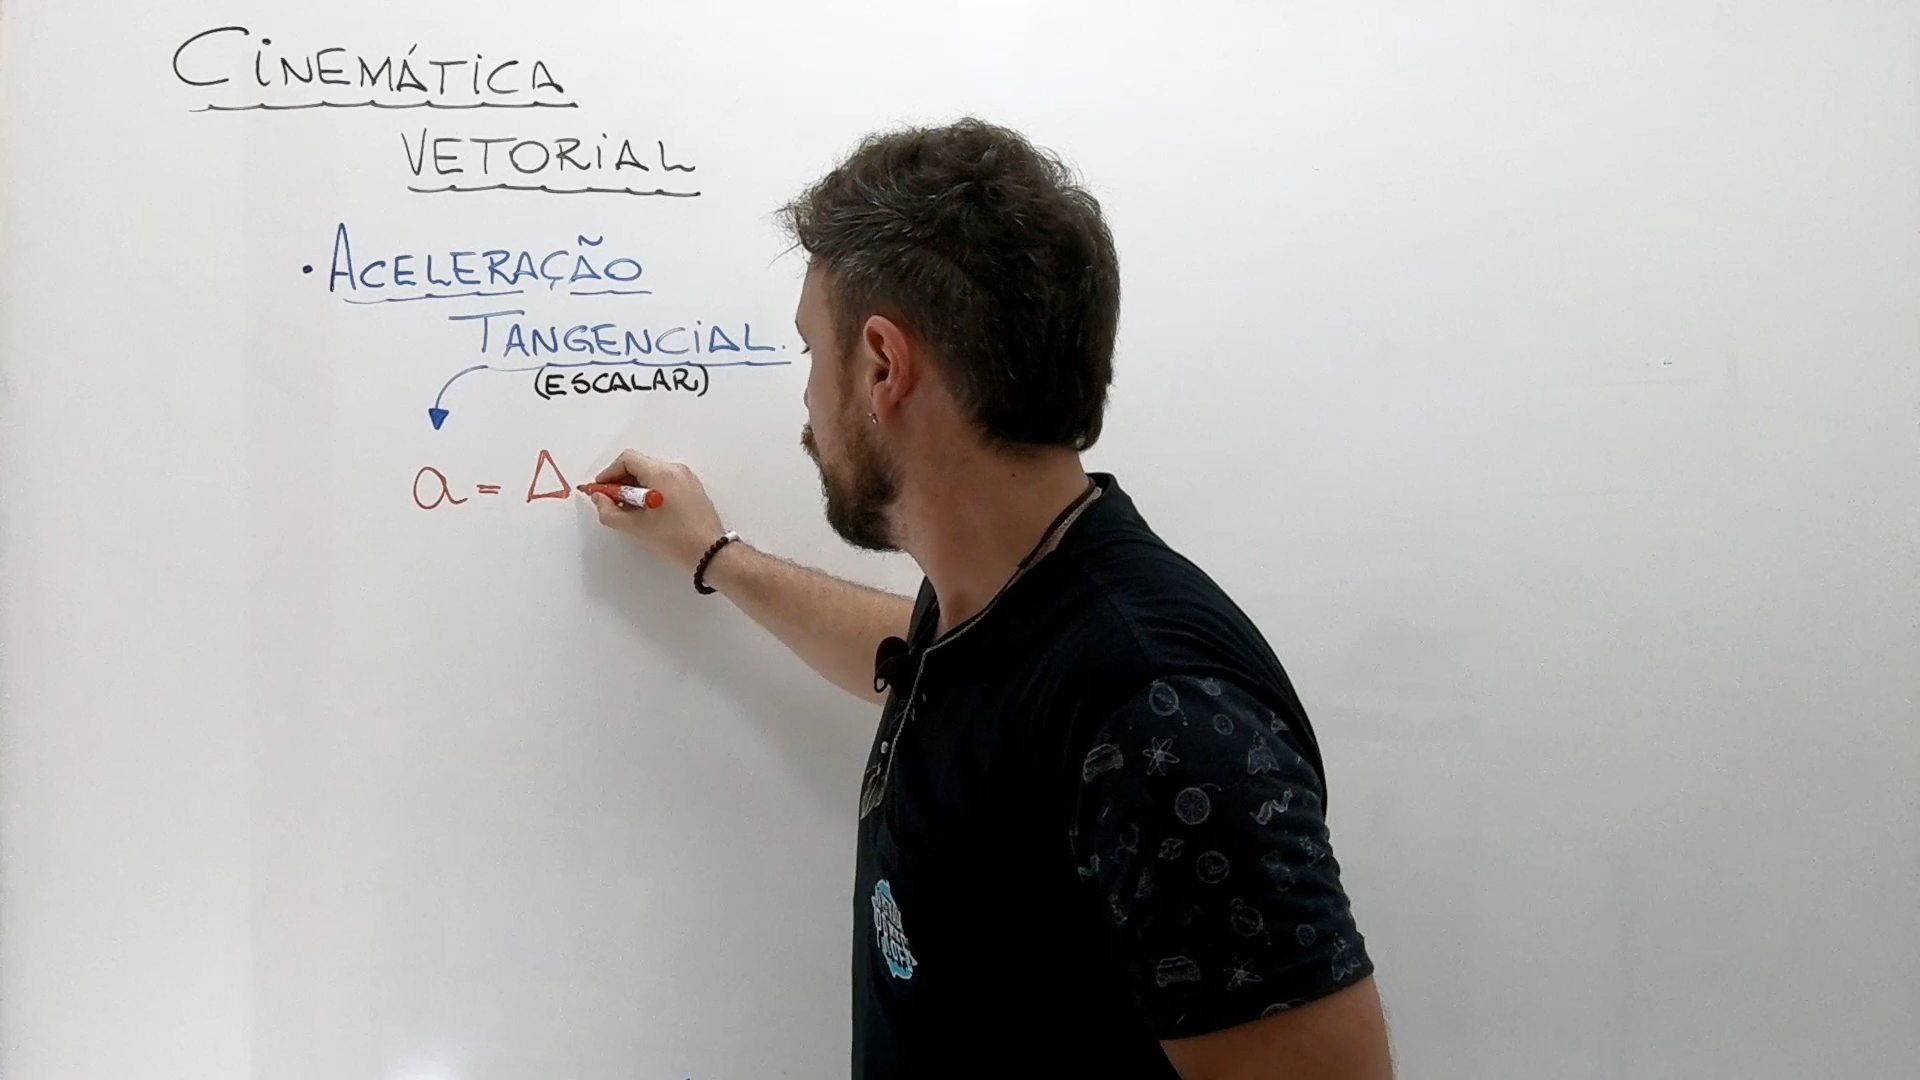 CINEMÁTICA
VETORIAL
• ACELERAÇÃO
TANGENCIAL.
(ESCALAR)
a = Δ